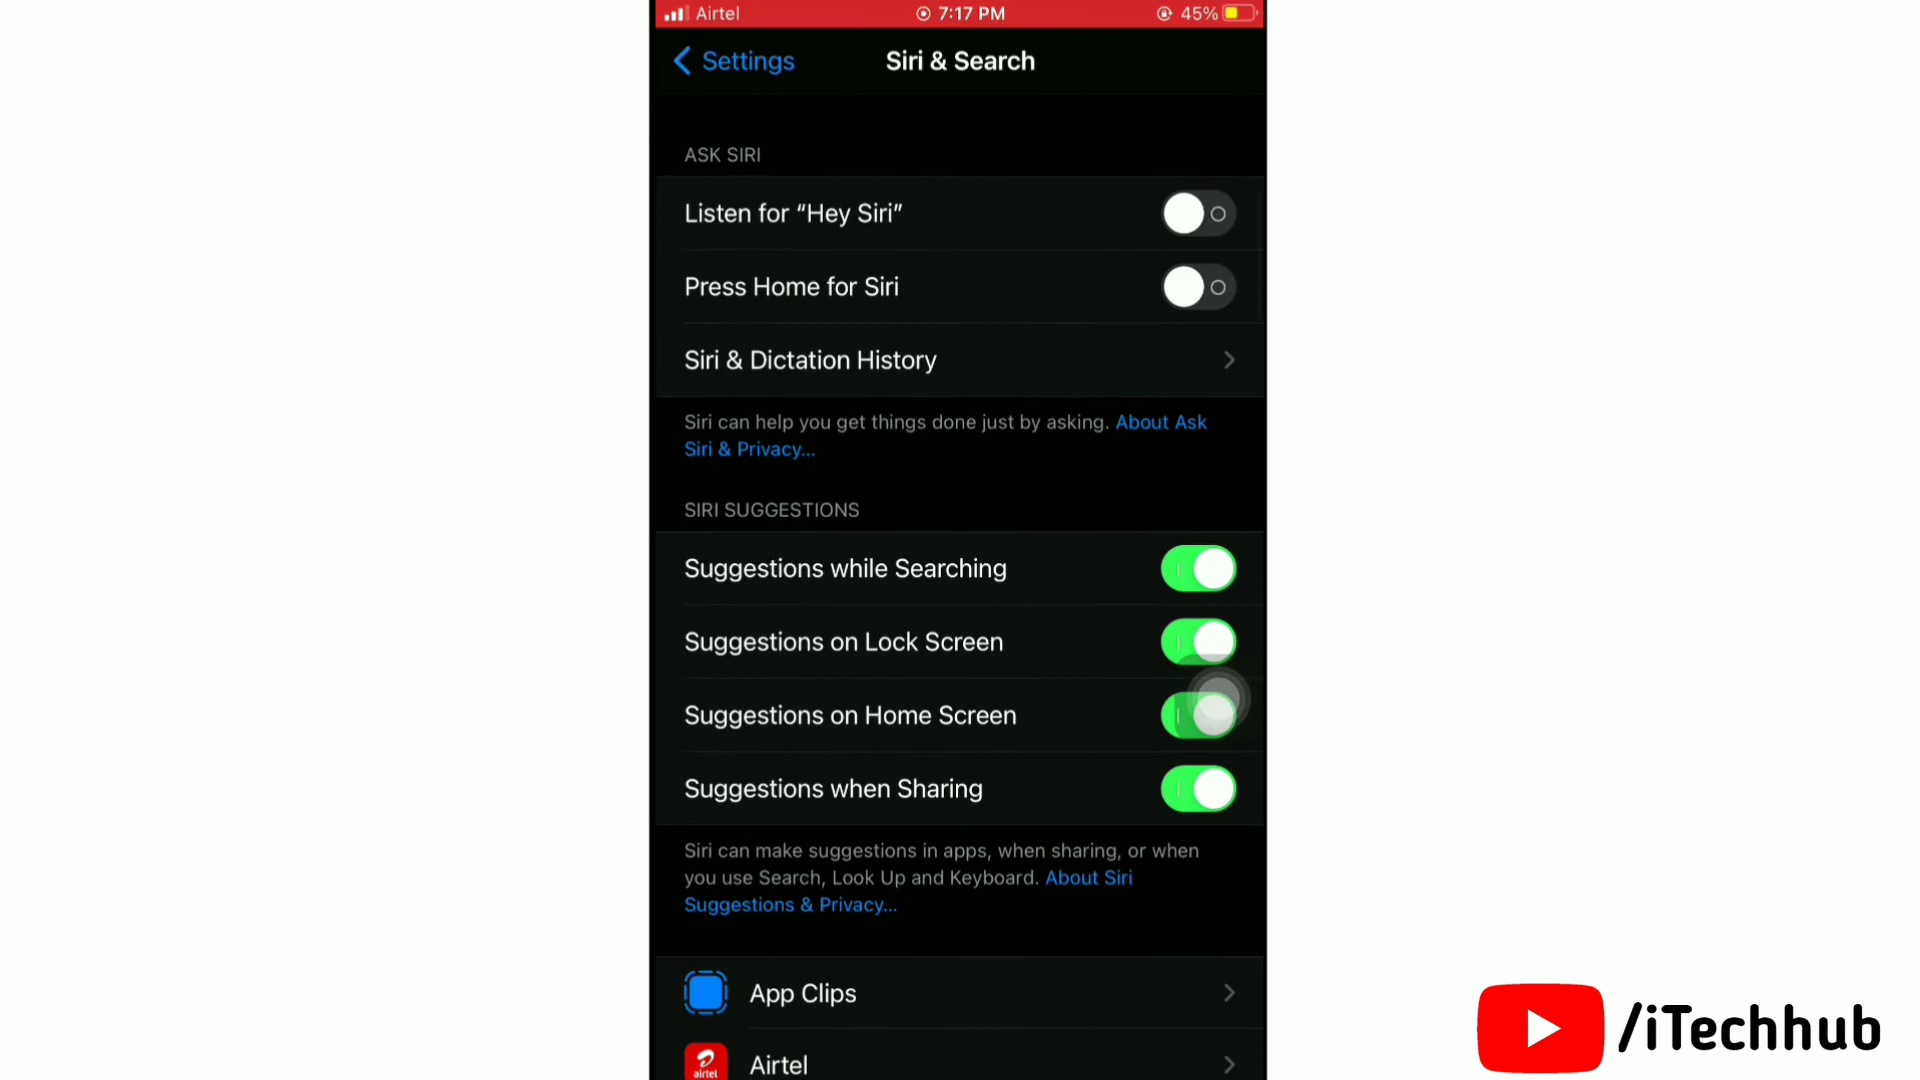 Airtel 7:17 PM 45%
Settings Siri & Search
ASK SIRI
Listen for “Hey Siri”
Press Home for Siri
Siri & Dictation History
Siri can help you get things done just by asking. About Ask
Siri & Privacy...
SIRI SUGGESTIONS
Suggestions while Searching
Suggestions on Lock Screen
Suggestions on Home Screen
Suggestions when Sharing
Siri can make suggestions in apps, when sharing, or when
you use Search, Look Up and Keyboard. About Siri
Suggestions & Privacy...
App Clips
airtel Airtel
/iTechhub